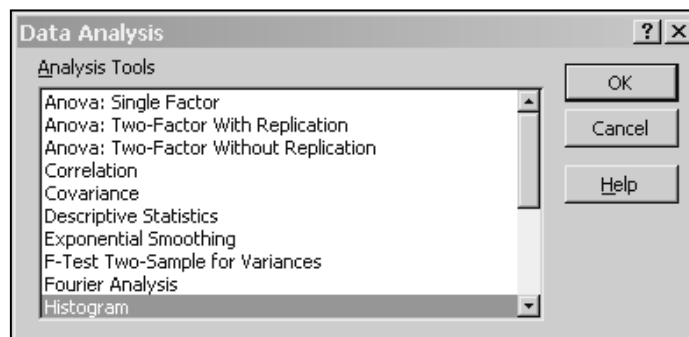 Data Analysis
? X
Analysis Tools
OK
Anova: Single Factor
Anova: Two-Factor With Replication
Anova: Two-Factor Without Replication
Cancel
Correlation
Covariance
Help
Descriptive Statistics
Exponential Smoothing
F-Test Two-Sample for Variances
Fourier Analysis
Histogram